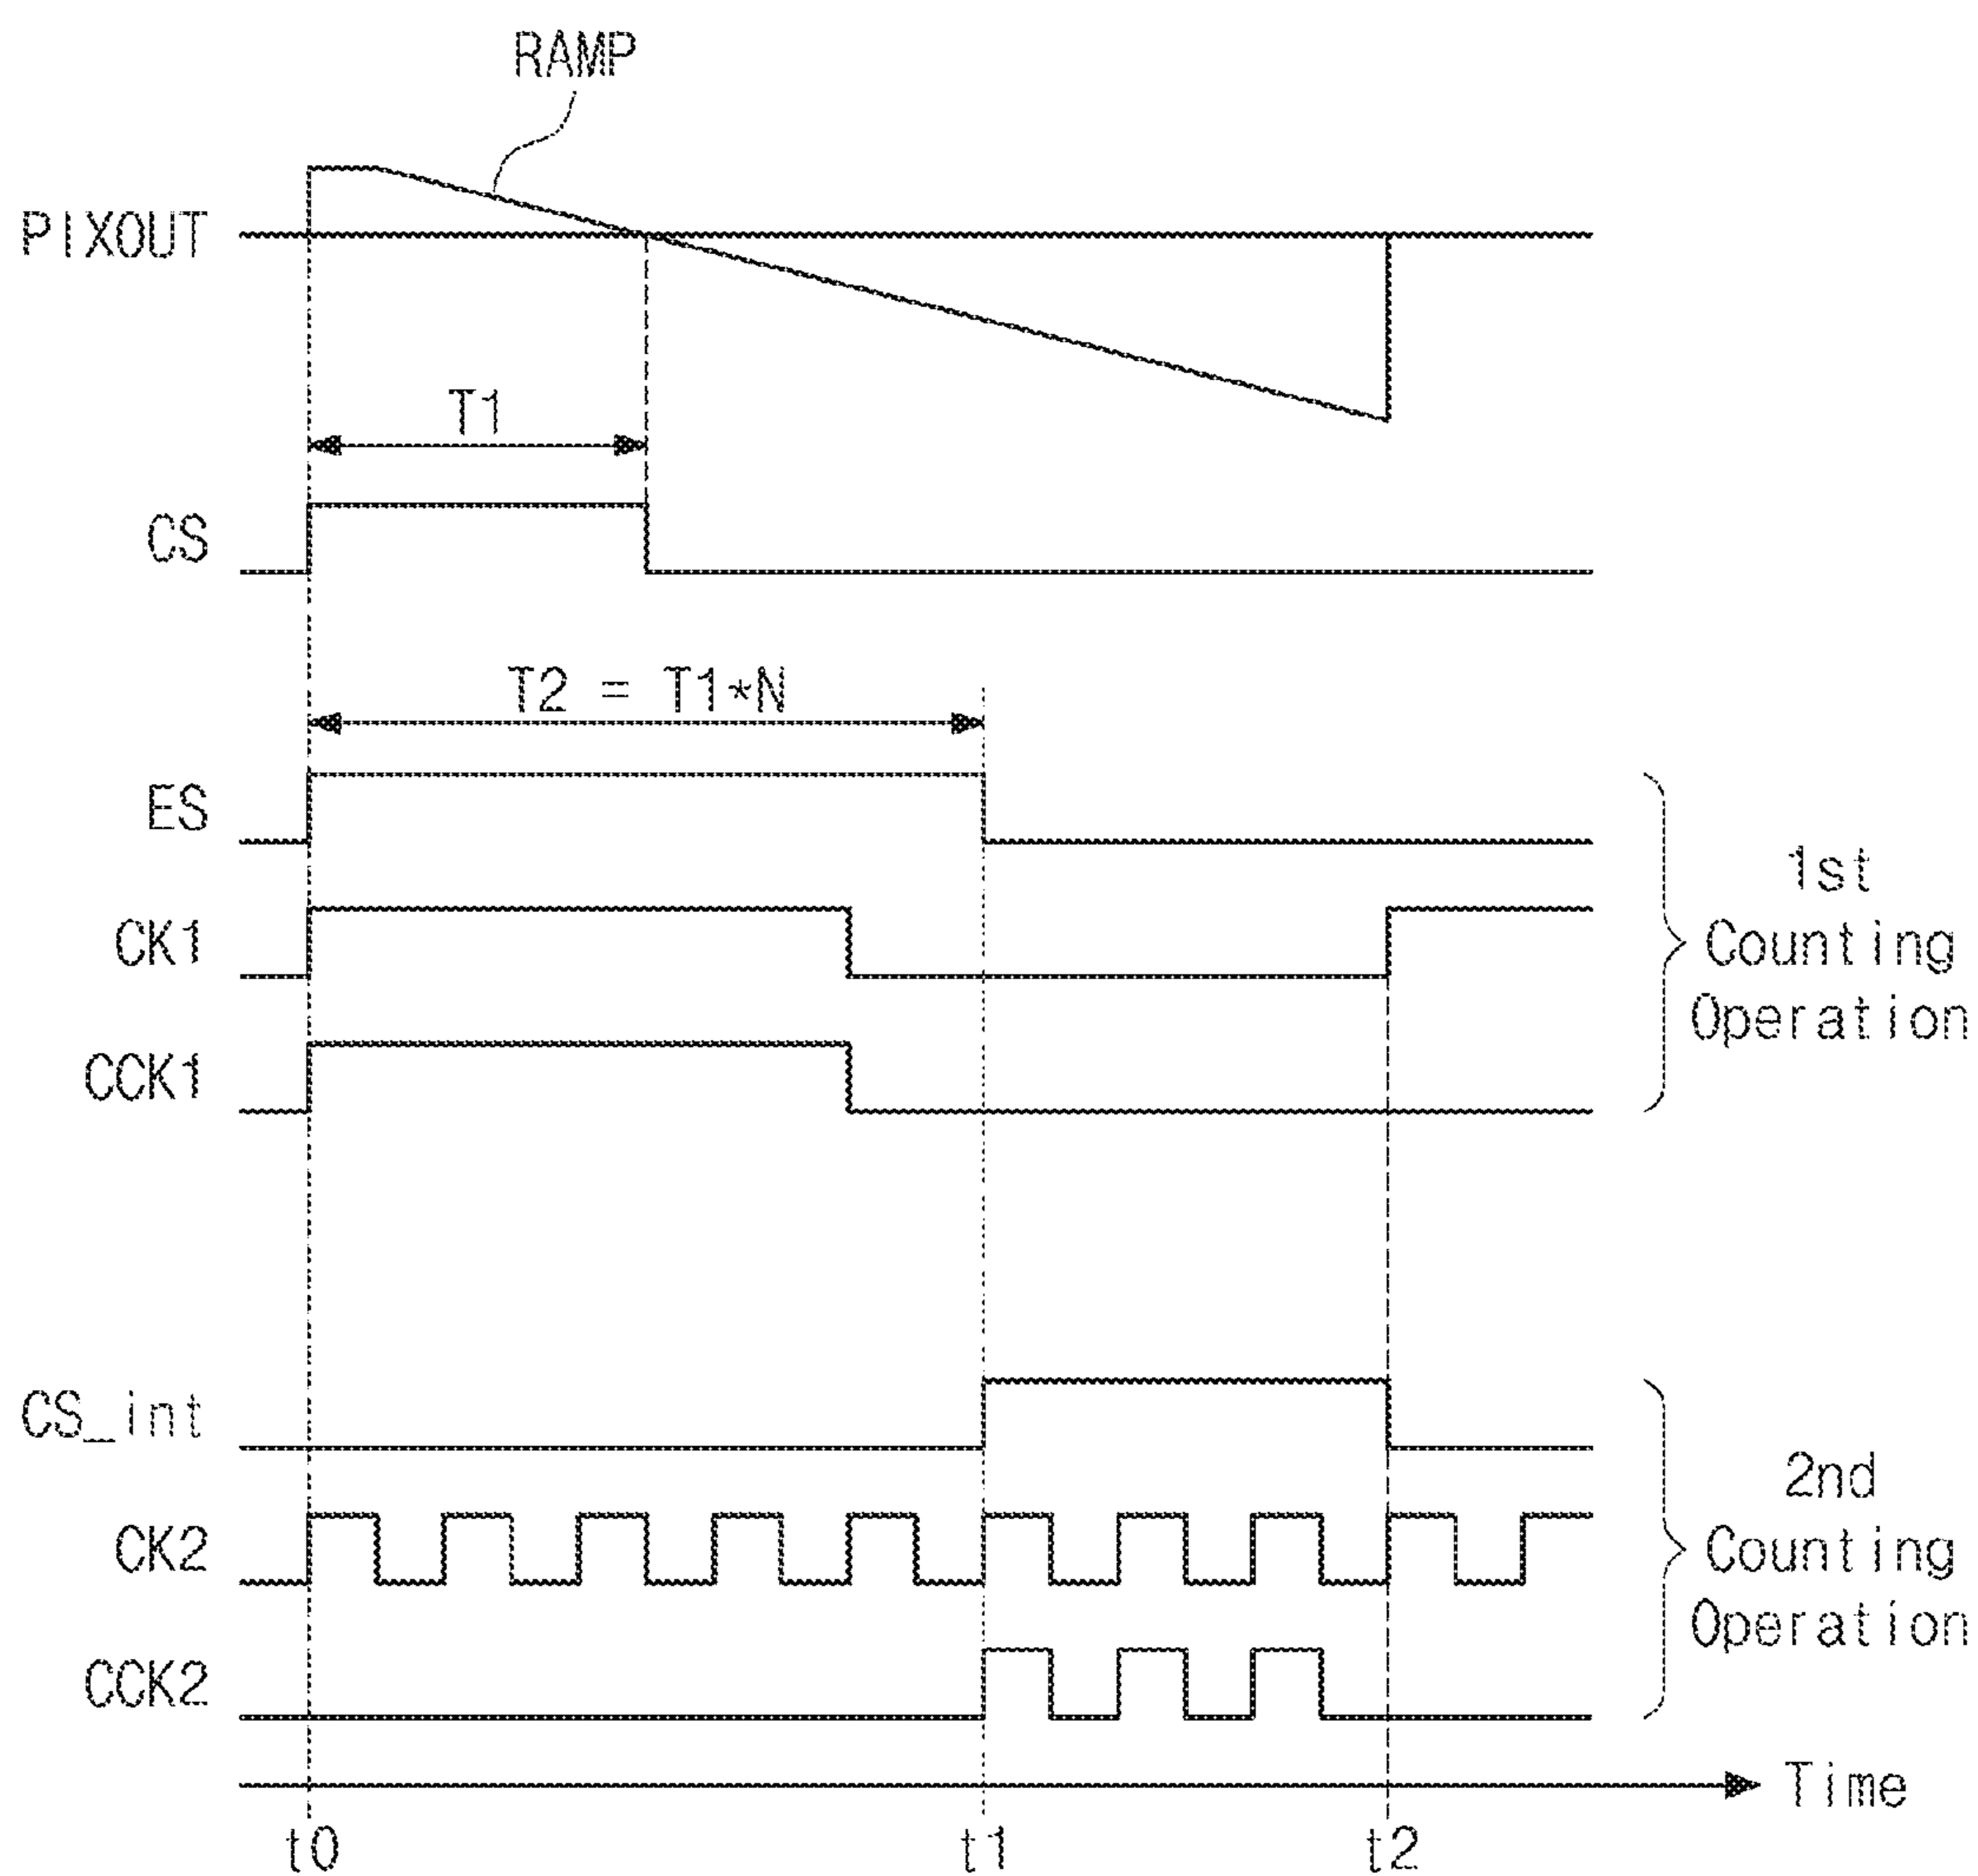 RAMP
PIXOUT
T1
CS
T2 = T1*N
ES
CK1
CCK1
1st
Counting
Operation
CS_int
CK2
CCK2
2nd
Counting
Operation
Time
t0
t1
t2